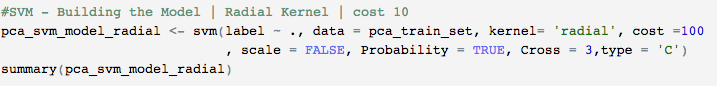 #SVM - Building the Model | Radial Kernel | cost 10
pca_svm_model_radial <- svm(label ~ ., data = pca_train_set, kernel= 'radial', cost =100
, scale = FALSE, Probability = TRUE, Cross = 3,type = 'C')
summary(pca_svm_model_radial)